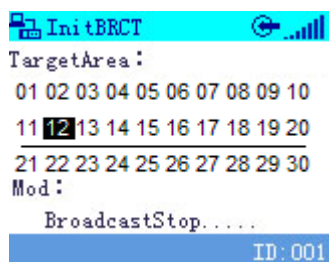 InitBRCT
TargetArea:
01 02 03 04 05 06 07 08 09 10
11 12 13 14 15 16 17 18 19 20
21 22 23 24 25 26 27 28 29 30
Mod:
BroadcastStop.....
ID:001